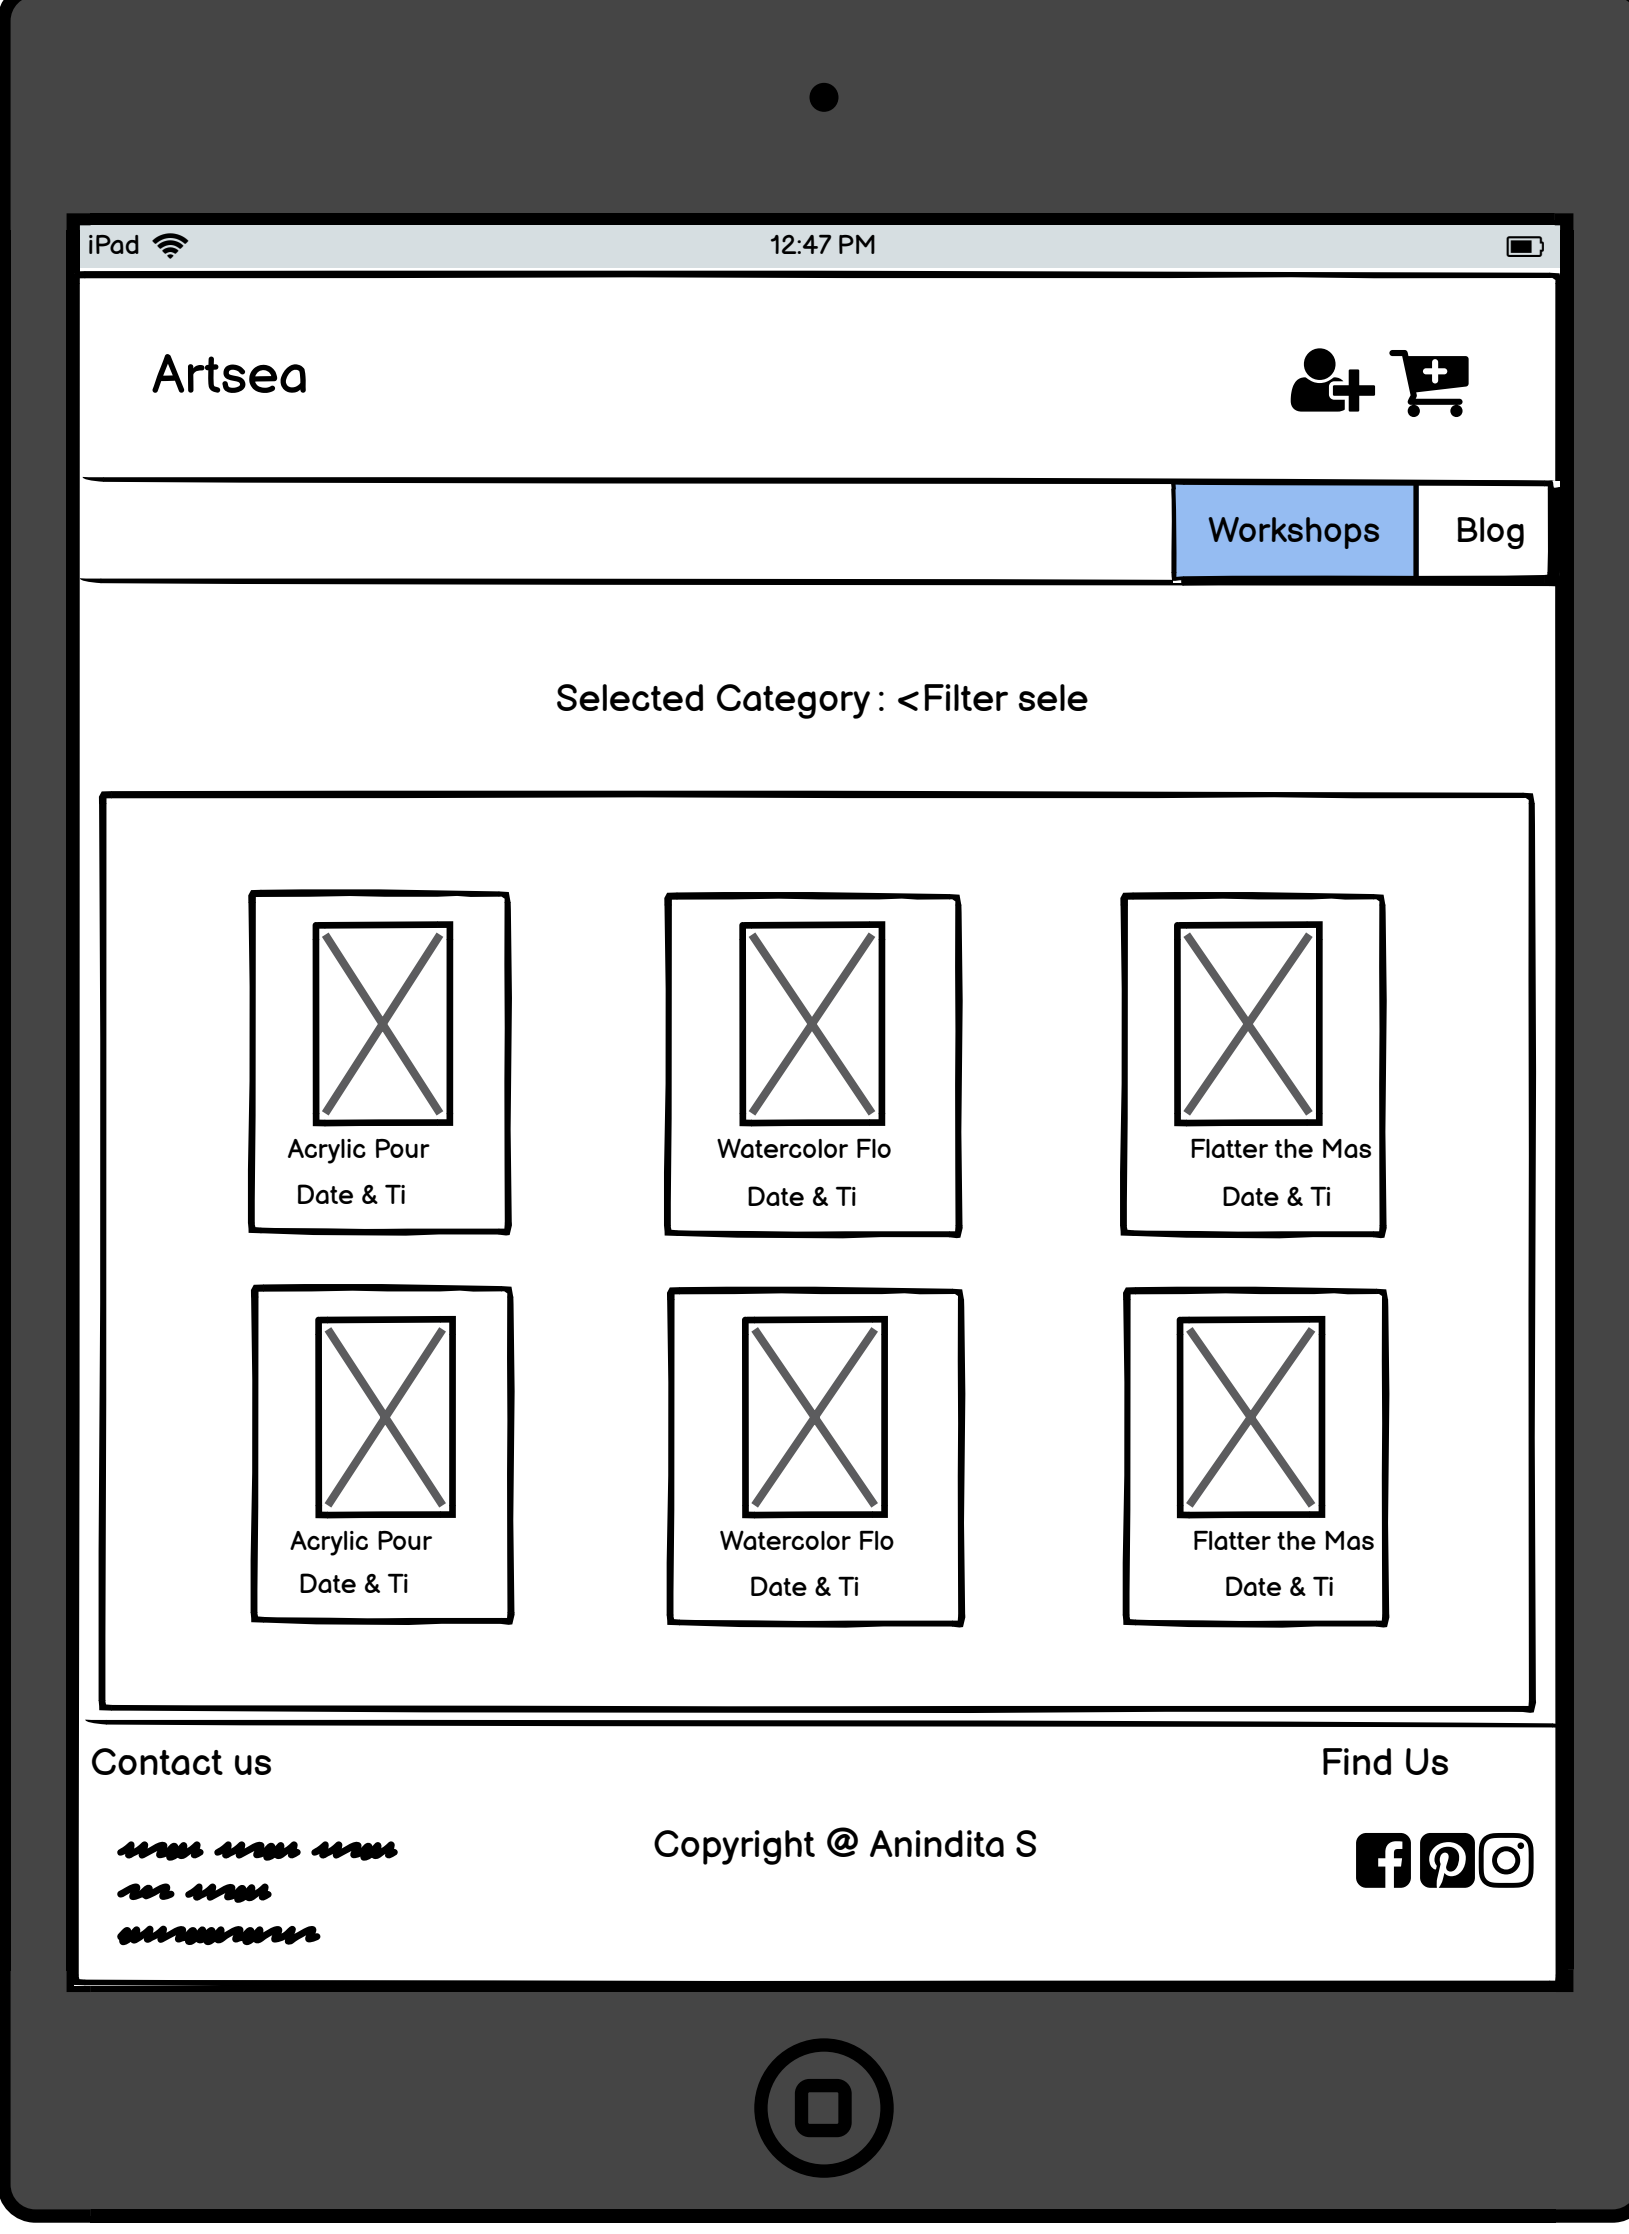 iPad 12:47 PM
Artsea
Workshops Blog
Selected Category : <Filter sele
Acrylic Pour Watercolor Flo Flatter the Mas
Date & Ti Date & Ti Date & Ti
Acrylic Pour Watercolor Flo Flatter the Mas
Date & Ti Date & Ti Date & Ti
Contact us Find Us
Copyright @ Anindita S